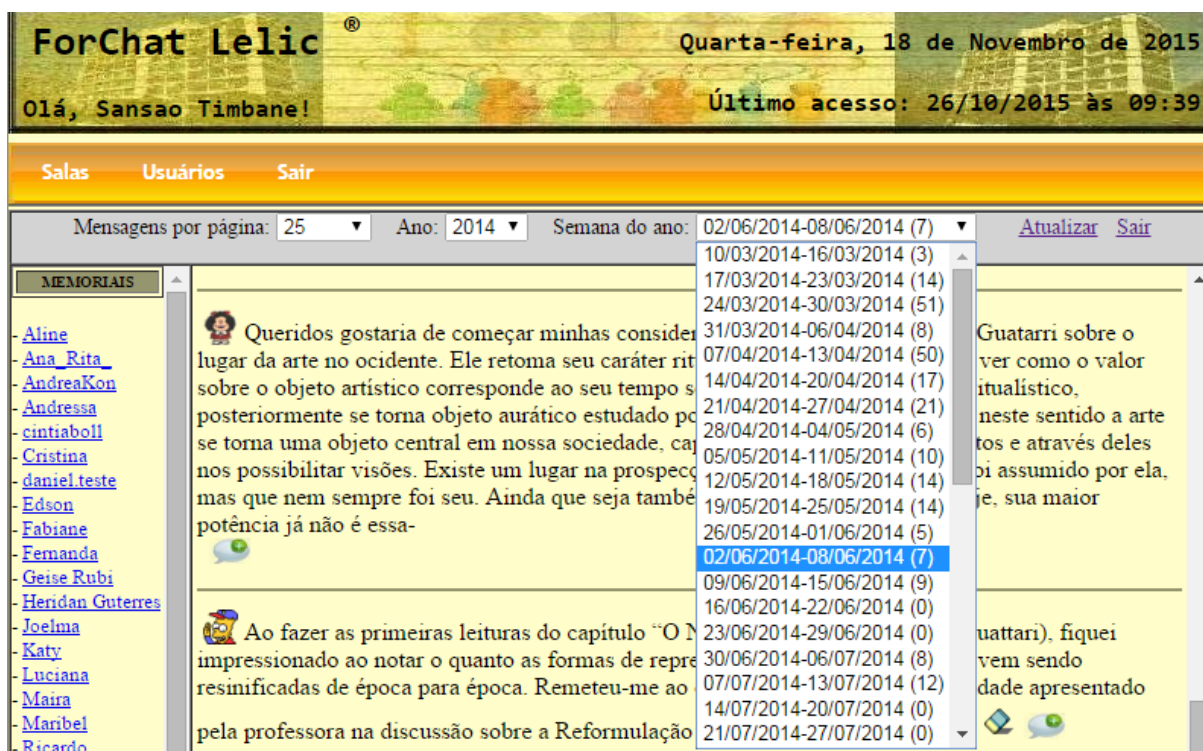 ForChat Lelic ®
Quarta-feira, 18 de Novembro de 2015
Olá, Sansao Timbane!
Último acesso: 26/10/2015 às 09:39
Salas Usuários Sair
Mensagens por página: 25 Ano: 2014 Semana do ano: 02/06/2014-08/06/2014 (7) Atualizar Sair
10/03/2014-16/03/2014 (3)
17/03/2014-23/03/2014 (14)
24/03/2014-30/03/2014 (51)
31/03/2014-06/04/2014 (8)
07/04/2014-13/04/2014 (50)
14/04/2014-20/04/2014 (17)
21/04/2014-27/04/2014 (21)
28/04/2014-04/05/2014 (6)
05/05/2014-11/05/2014 (10)
12/05/2014-18/05/2014 (14)
19/05/2014-25/05/2014 (14)
26/05/2014-01/06/2014 (5)
02/06/2014-08/06/2014 (7)
09/06/2014-15/06/2014 (9)
16/06/2014-22/06/2014 (0)
23/06/2014-29/06/2014 (0)
30/06/2014-06/07/2014 (8)
07/07/2014-13/07/2014 (12)
14/07/2014-20/07/2014 (0)
21/07/2014-27/07/2014 (0)
MEMORIAIS
- Aline
- Ana_Rita_
- AndreaKon
- Andressa
- cintiaboll
- Cristina
- daniel.teste
- Edson
- Fabiane
- Fernanda
- Geise Rubi
- Heridan Guterres
- Joelma
- Katy
- Luciana
- Maira
- Maribel
- Ricardo
Queridos gostaria de começar minhas consider Guatarri sobre o
lugar da arte no ocidente. Ele retoma seu caráter rit ver como o valor
sobre o objeto artístico corresponde ao seu tempo s itualístico,
posteriormente se torna objeto aurático estudado po neste sentido a arte
se torna uma objeto central em nossa sociedade, cap tos e através deles
nos possibilitar visões. Existe um lugar na prospecç oi assumido por ela,
mas que nem sempre foi seu. Ainda que seja també je, sua maior
potência já não é essa-
Ao fazer as primeiras leituras do capítulo “O N uattari), fiquei
impressionado ao notar o quanto as formas de repre vem sendo
resinificadas de época para época. Remeteu-me ao dade apresentado
pela professora na discussão sobre a Reformulação